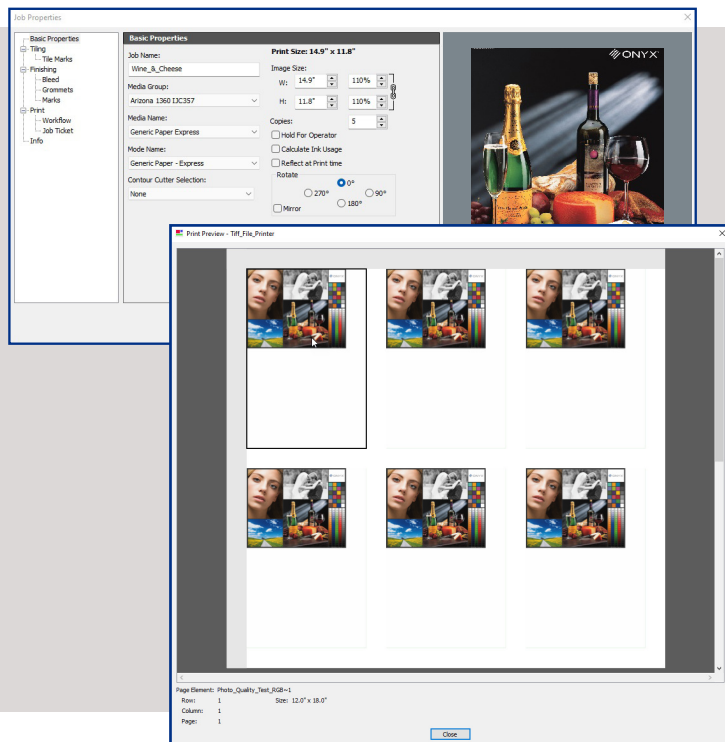 Job Properties
Basic Properties
Tiling
Tile Marks
Finishing
Bleed
Grommets
Marks
Print
Workflow
Job Ticket
Info
Basic Properties
Job Name:
Wine_&_Cheese
Media Group:
Arizona 1360 IJC357
Media Name:
Generic Paper Express
Mode Name:
Generic Paper - Express
Contour Cutter Selection:
None
Print Size: 14.9" x 11.8"
Image Size:
W: 14.9" 110%
H: 11.8" 110%
Copies: 5
Hold For Operator
Calculate Ink Usage
Reflect at Print time
Rotate
0°
270° 90°
180°
Mirror
ONYX
Print Preview - Tiff_File_Printer
Page Element: Photo_Quality_Test_RGB~1
Row: 1 Size: 12.0" x 18.0"
Column: 1
Page: 1
Close